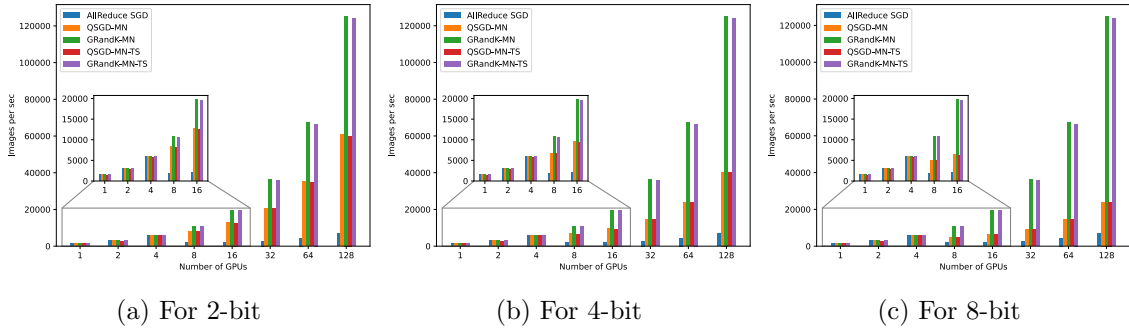 AllReduce SGD
QSGD-MN
GRandK-MN
QSGD-MN-TS
GRandK-MN-TS
Images per sec
120000
100000
80000
60000
40000
20000
0
20000
15000
10000
5000
0
1 2 4 8 16
1 2 4 8 16 32 64 128
Number of GPUs
(a) For 2-bit
AllReduce SGD
QSGD-MN
GRandK-MN
QSGD-MN-TS
GRandK-MN-TS
Images per sec
120000
100000
80000
60000
40000
20000
0
20000
15000
10000
5000
0
1 2 4 8 16
1 2 4 8 16 32 64 128
Number of GPUs
(b) For 4-bit
AllReduce SGD
QSGD-MN
GRandK-MN
QSGD-MN-TS
GRandK-MN-TS
Images per sec
120000
100000
80000
60000
40000
20000
0
20000
15000
10000
5000
0
1 2 4 8 16
1 2 4 8 16 32 64 128
Number of GPUs
(c) For 8-bit